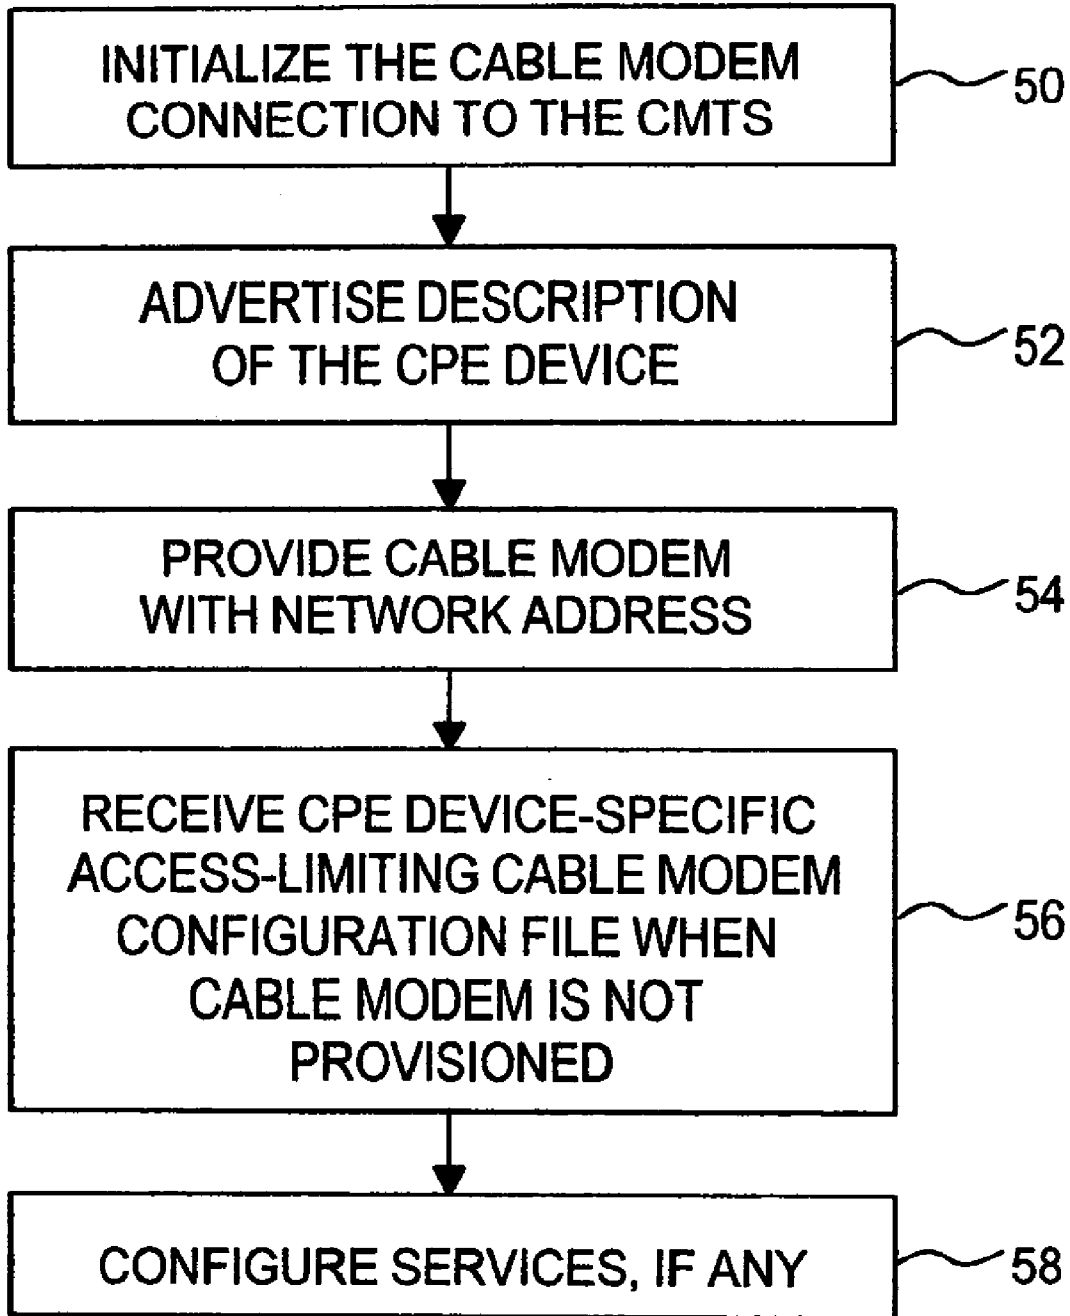 INITIALIZE THE CABLE MODEM
CONNECTION TO THE CMTS
50
ADVERTISE DESCRIPTION
OF THE CPE DEVICE
52
PROVIDE CABLE MODEM
WITH NETWORK ADDRESS
54
RECEIVE CPE DEVICE-SPECIFIC
ACCESS-LIMITING CABLE MODEM
CONFIGURATION FILE WHEN
CABLE MODEM IS NOT
PROVISIONED
56
CONFIGURE SERVICES, IF ANY
58